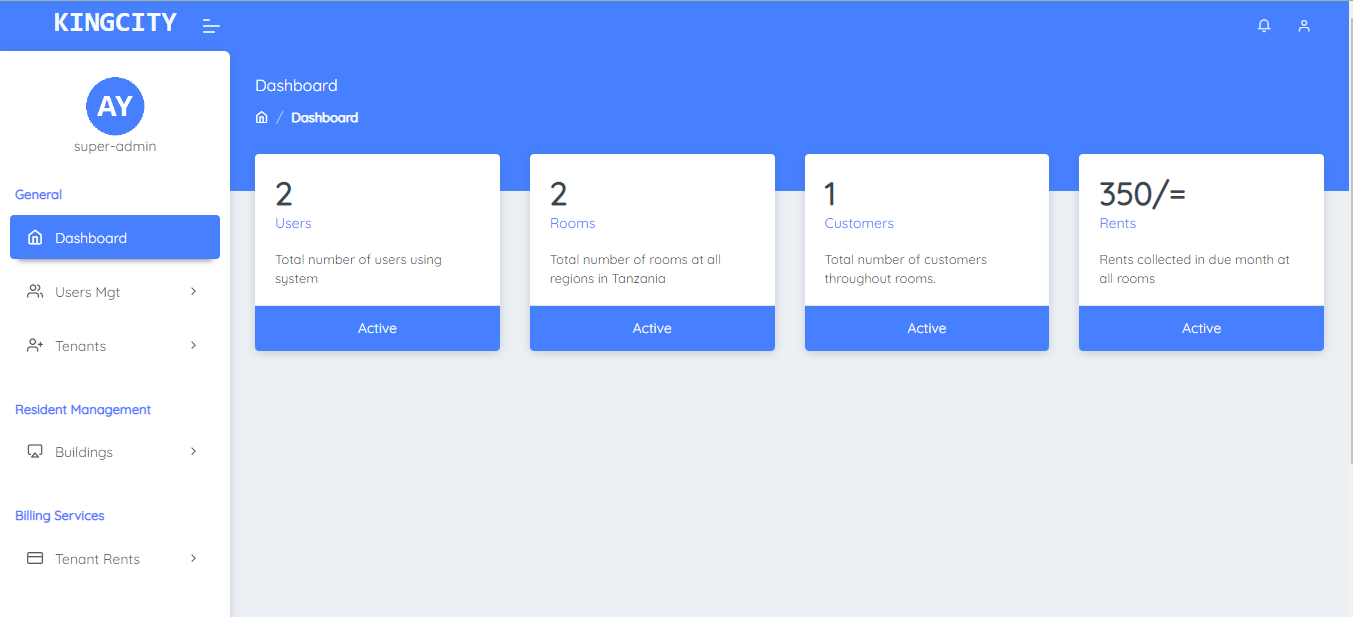 KINGCITY
AY
super-admin
General
Dashboard
Users Mgt
Tenants
Resident Management
Buildings
Billing Services
Tenant Rents
Dashboard
/ Dashboard
2
Users
Total number of users using
system
Active
2
Rooms
Total number of rooms at all
regions in Tanzania
Active
1
Customers
Total number of customers
throughout rooms.
Active
350/=
Rents
Rents collected in due month at
all rooms
Active